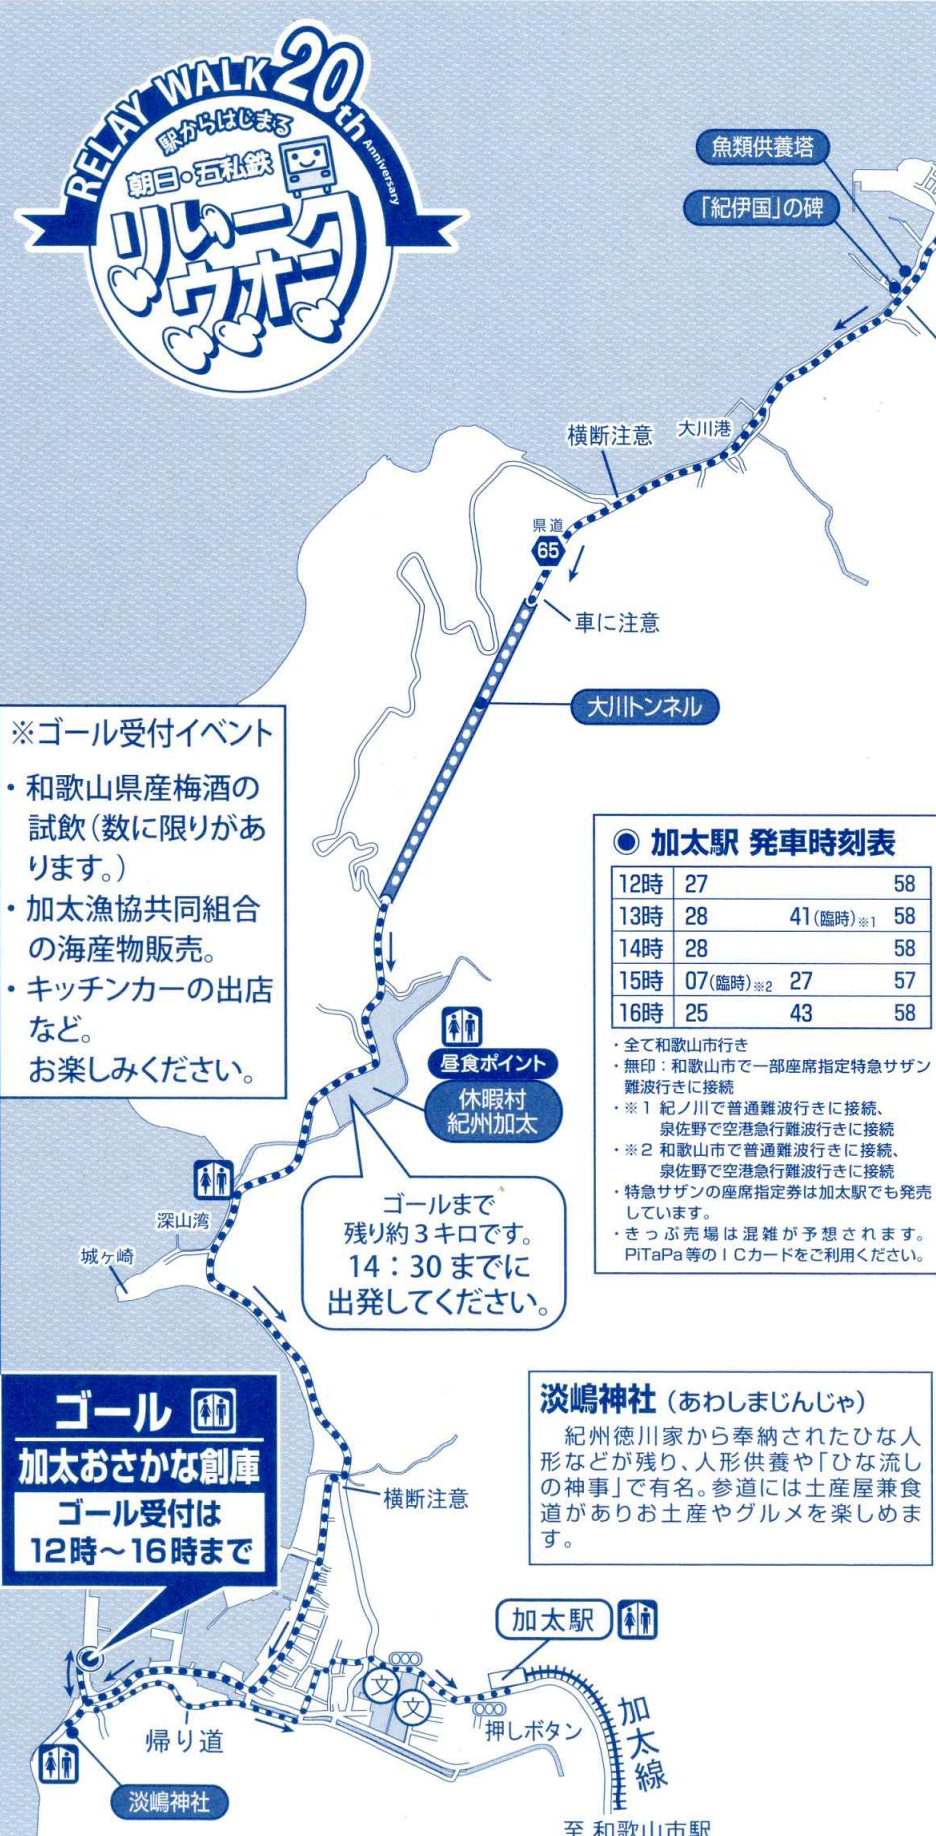 RELAY WALK 20th Anniversary
駅からはじまる
朝日・五私鉄
りれーウオーク
魚類供養塔
「紀伊国」の碑
大川港
横断注意
県道
65
車に注意
大川トンネル
※ゴール受付イベント
・和歌山県産梅酒の
試飲(数に限りがあ
ります。)
・加太漁協共同組合
の海産物販売。
・キッチンカーの出店
など。
お楽しみください。
◉ 加太駅 発車時刻表
12時 27 58
13時 28 41(臨時)※1 58
14時 28 58
15時 07(臨時)※2 27 57
16時 25 43 58
・全て和歌山市行き
・無印:和歌山市で一部座席指定特急サザン
難波行きに接続
・※1 紀ノ川で普通難波行きに接続、
泉佐野で空港急行難波行きに接続
・※2 和歌山市で普通難波行きに接続、
泉佐野で空港急行難波行きに接続
・特急サザンの座席指定券は加太駅でも発売
しています。
・きっぷ売場は混雑が予想されます。
PiTaPa等のICカードをご利用ください。
昼食ポイント
休暇村
紀州加太
ゴールまで
残り約3キロです。
14:30までに
出発してください。
深山湾
城ヶ崎
ゴール
加太おさかな創庫
ゴール受付は
12時~16時まで
横断注意
淡嶋神社(あわしまじんじゃ)
紀州徳川家から奉納されたひな人
形などが残り、人形供養や「ひな流し
の神事」で有名。参道には土産屋兼食
道がありお土産やグルメを楽しめま
す。
加太駅
文
文
押しボタン
加太線
帰り道
淡嶋神社
至 和歌山市駅